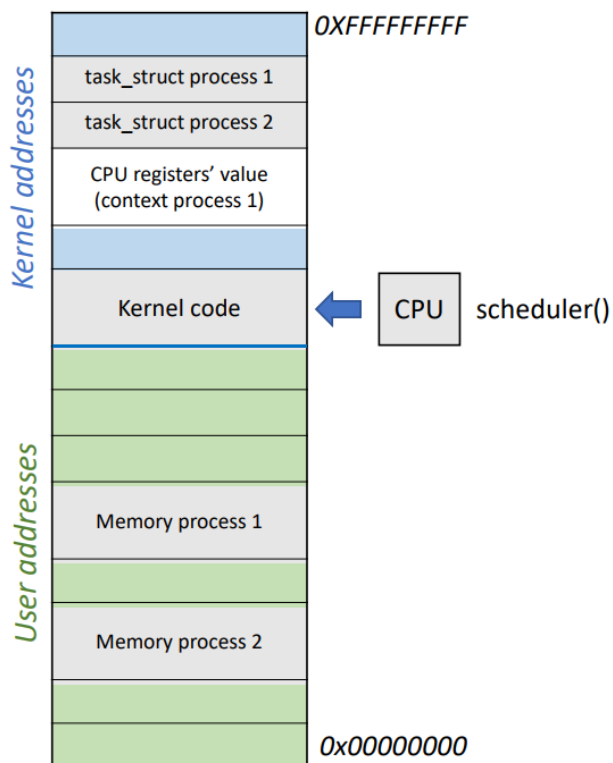 0XFFFFFFFFF
Kernel addresses
task_struct process 1
task_struct process 2
CPU registers’ value
(context process 1)
Kernel code
CPU
scheduler()
User addresses
Memory process 1
Memory process 2
0x00000000